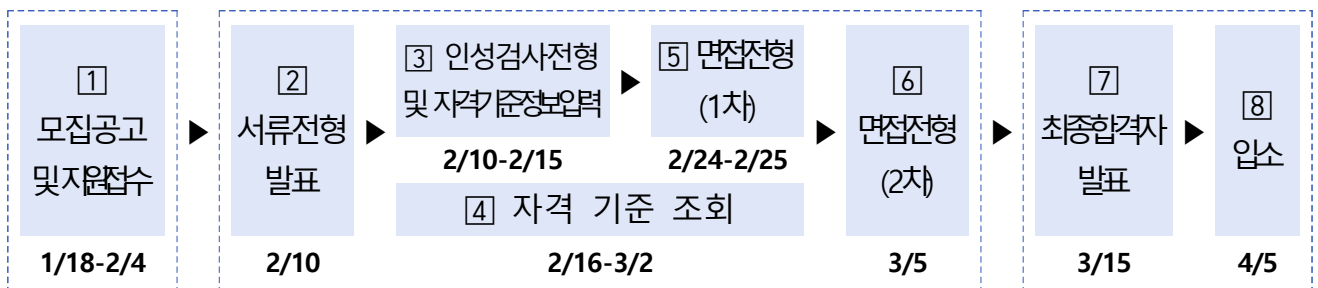 1
모집공고
및 지원접수
1/18-2/4
▶
2
서류전형
발표
2/10
▶
3 인성검사전형
및 자격기준정보입력
2/10-2/15
▶
5 면접전형
(1차)
2/24-2/25
4 자격 기준 조회
2/16-3/2
▶
6
면접전형
(2차)
3/5
▶
7
최종합격자
발표
3/15
▶
8
입소
4/5